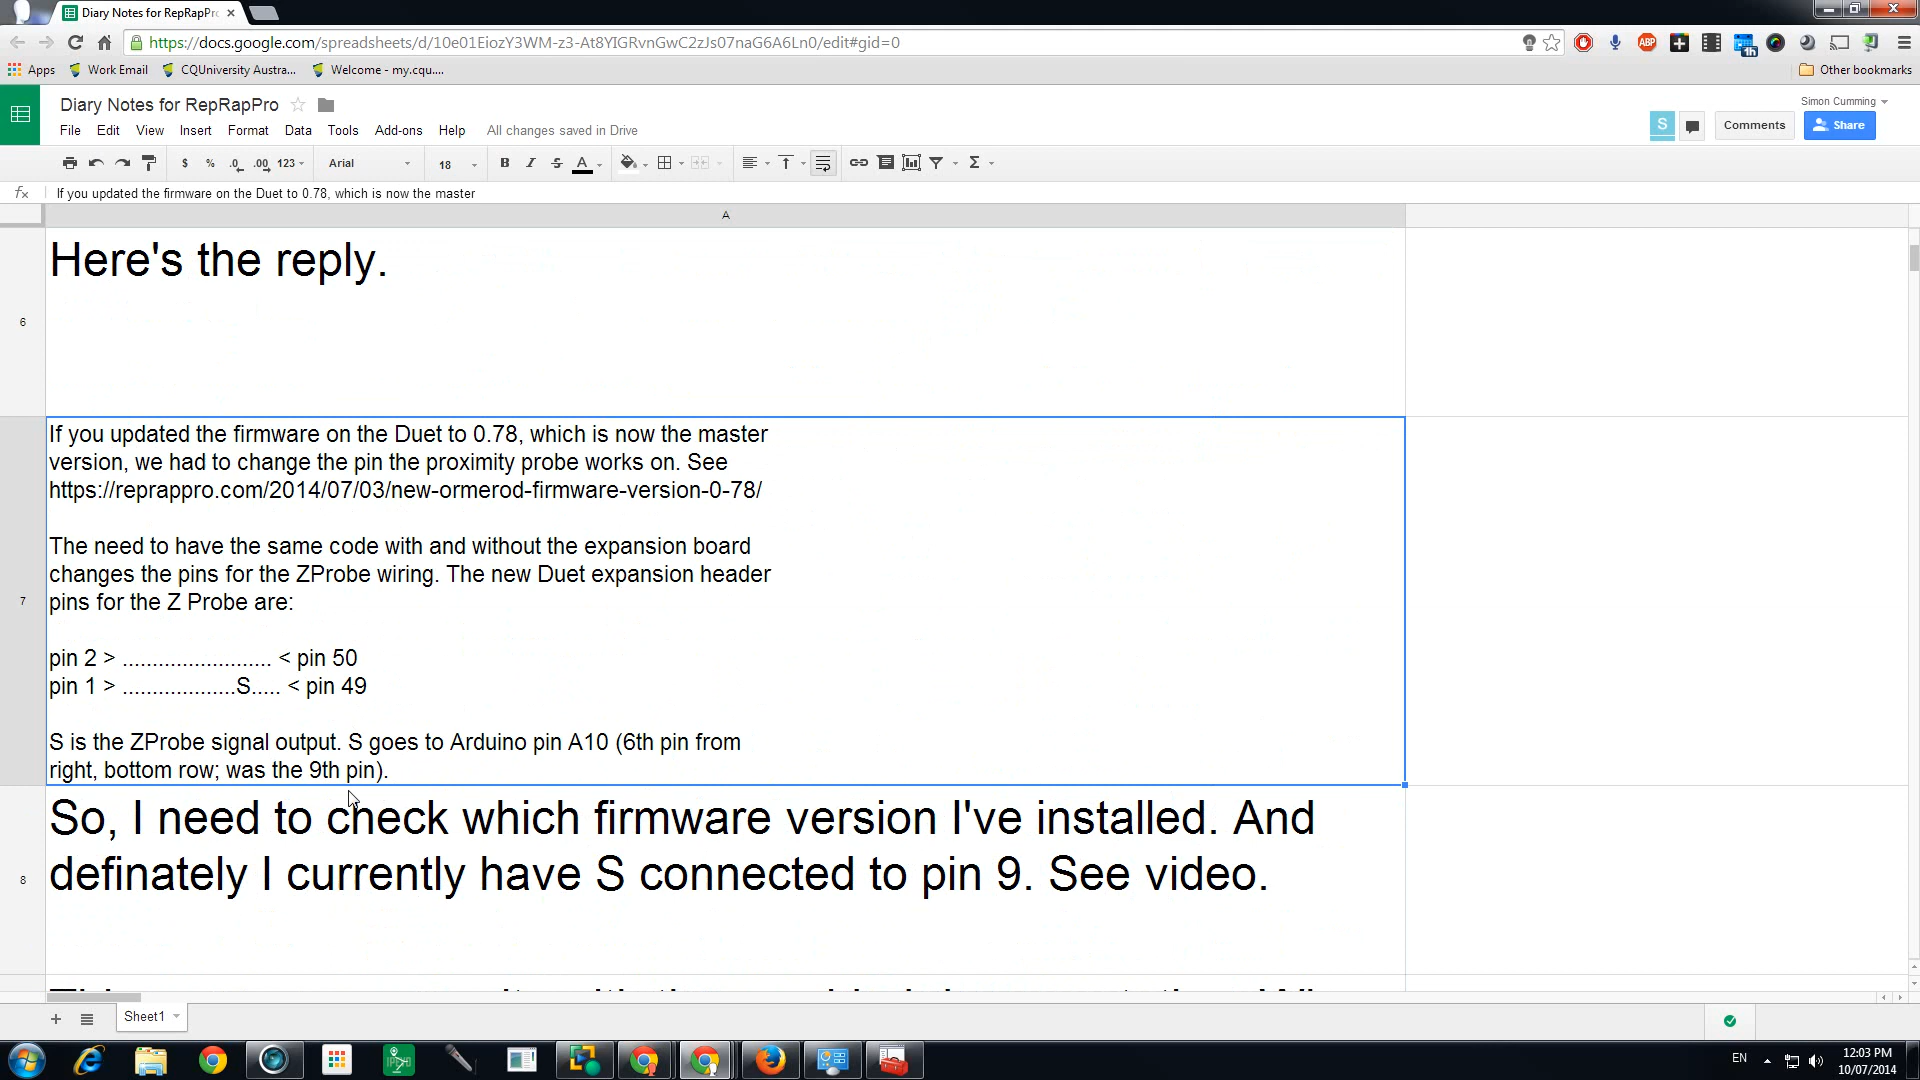 Diary Notes for RepRapPro
https://docs.google.com/spreadsheets/d/10e01EiozY3WM-z3-At8YIGRvnGwC2zJs07naG6A6Ln0/edit#gid=0
Apps Work Email CQUniversity Austra... Welcome - my.cqu.... Other bookmarks
Diary Notes for RepRapPro
Simon Cumming
File Edit View Insert Format Data Tools Add-ons Help All changes saved in Drive
S Comments Share
$ % .0 .00 123 Arial 18 B I S A Σ
fx If you updated the firmware on the Duet to 0.78, which is now the master
A
6
Here's the reply.
7
If you updated the firmware on the Duet to 0.78, which is now the master
version, we had to change the pin the proximity probe works on. See
https://reprappro.com/2014/07/03/new-ormerod-firmware-version-0-78/
The need to have the same code with and without the expansion board
changes the pins for the ZProbe wiring. The new Duet expansion header
pins for the Z Probe are:
pin 2 > ......................... < pin 50
pin 1 > ...................S..... < pin 49
S is the ZProbe signal output. S goes to Arduino pin A10 (6th pin from
right, bottom row; was the 9th pin).
8
So, I need to check which firmware version I've installed. And
definately I currently have S connected to pin 9. See video.
Sheet1
EN
12:03 PM
10/07/2014